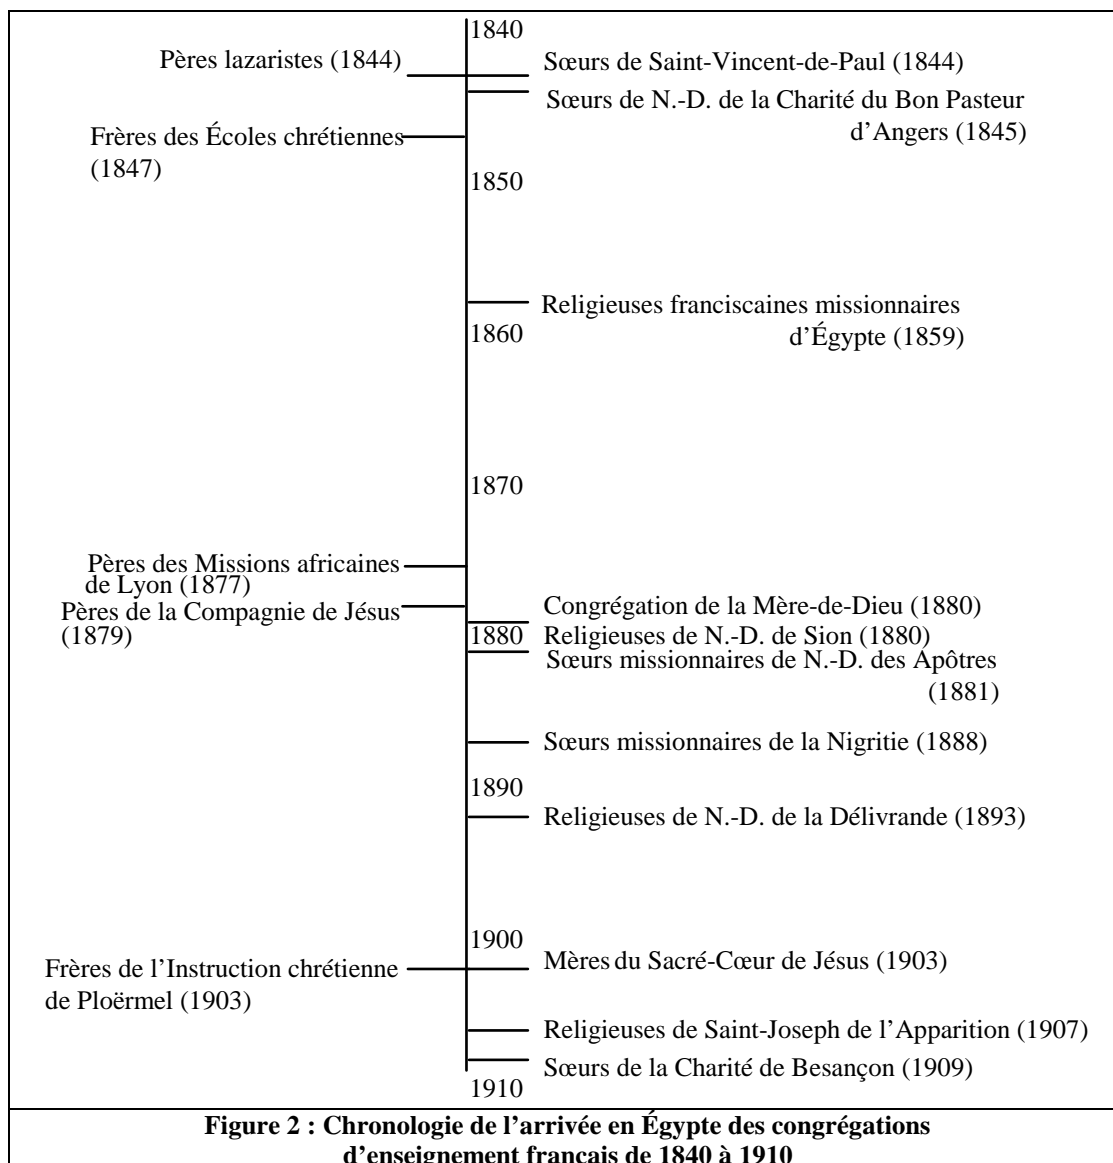 1840
Pères lazaristes (1844)
Sœurs de Saint-Vincent-de-Paul (1844)
Sœurs de N.-D. de la Charité du Bon Pasteur
d'Angers (1845)
Frères des Écoles chrétiennes
(1847)
1850
Religieuses franciscaines missionnaires
d'Égypte (1859)
1860
1870
Pères des Missions africaines
de Lyon (1877)
Pères de la Compagnie de Jésus
(1879)
Congrégation de la Mère-de-Dieu (1880)
1880
Religieuses de N.-D. de Sion (1880)
Sœurs missionnaires de N.-D. des Apôtres
(1881)
Sœurs missionnaires de la Nigritie (1888)
1890
Religieuses de N.-D. de la Délivrande (1893)
1900
Frères de l'Instruction chrétienne
de Ploërmel (1903)
Mères du Sacré-Cœur de Jésus (1903)
Religieuses de Saint-Joseph de l'Apparition (1907)
Sœurs de la Charité de Besançon (1909)
1910
Figure 2 : Chronologie de l'arrivée en Égypte des congrégations
d'enseignement français de 1840 à 1910